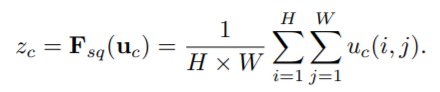 z_c = \mathbf{F}_{sq}(\mathbf{u}_c) = \frac{1}{H \times W} \sum_{i=1}^{H} \sum_{j=1}^{W} u_c(i, j).